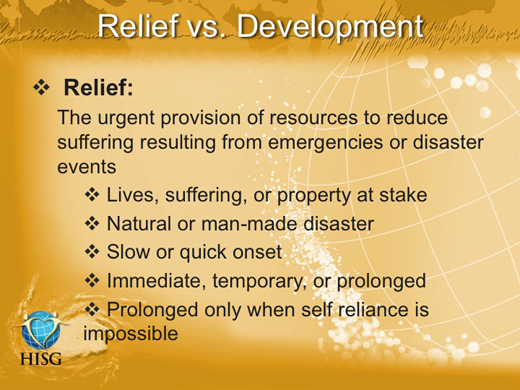 Relief vs. Development
❖ Relief:
The urgent provision of resources to reduce
suffering resulting from emergencies or disaster
events
❖ Lives, suffering, or property at stake
❖ Natural or man-made disaster
❖ Slow or quick onset
❖ Immediate, temporary, or prolonged
❖ Prolonged only when self reliance is
impossible
HISG